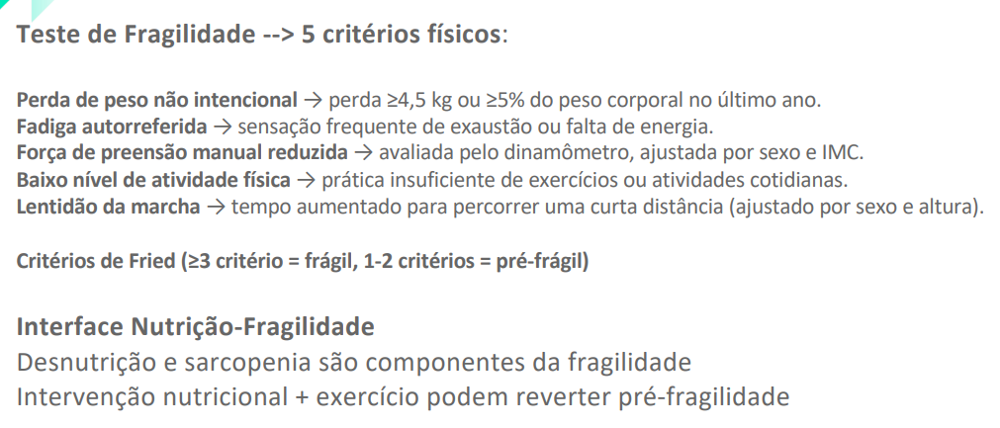 Teste de Fragilidade --> 5 critérios físicos:
Perda de peso não intencional → perda ≥4,5 kg ou ≥5% do peso corporal no último ano.
Fadiga autorreferida → sensação frequente de exaustão ou falta de energia.
Força de preensão manual reduzida → avaliada pelo dinamômetro, ajustada por sexo e IMC.
Baixo nível de atividade física → prática insuficiente de exercícios ou atividades cotidianas.
Lentidão da marcha → tempo aumentado para percorrer uma curta distância (ajustado por sexo e altura).
Critérios de Fried (≥3 critério = frágil, 1-2 critérios = pré-frágil)
Interface Nutrição-Fragilidade
Desnutrição e sarcopenia são componentes da fragilidade
Intervenção nutricional + exercício podem reverter pré-fragilidade